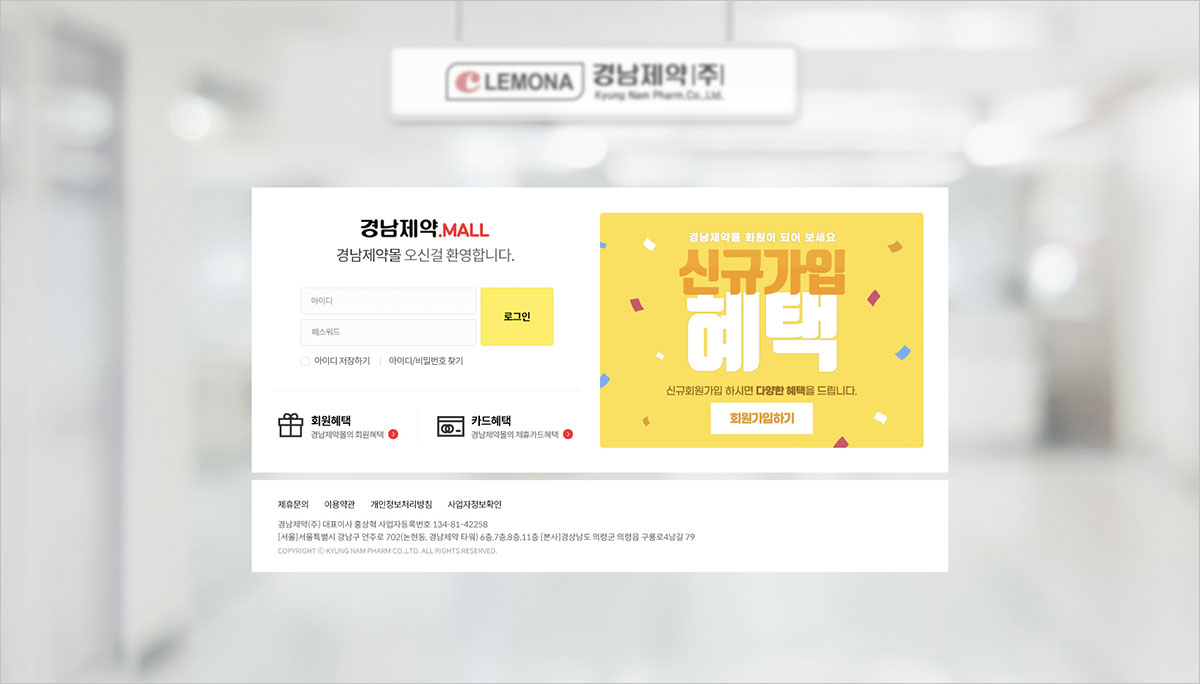 LEMONA 경남제약(주)
Kyung Nam Pharm.Co.,Ltd.
경남제약.MALL
경남제약몰 오신걸 환영합니다.
아이디
패스워드
로그인
아이디 저장하기 | 아이디/비밀번호 찾기
회원혜택
경남제약몰의 회원혜택
카드혜택
경남제약몰의 제휴카드혜택
경남제약몰 회원이 되어 보세요
신규가입
혜택
신규회원가입 하시면 다양한 혜택을 드립니다.
회원가입하기
제휴문의 이용약관 개인정보처리방침 사업자정보확인
경남제약(주) 대표이사 홍상혁 사업자등록번호 134-81-42258
[서울]서울특별시 강남구 언주로 702(논현동, 경남제약 타워) 6층,7층,8층,11층 [본사]경상남도 의령군 의령읍 구룡로4남길 79
COPYRIGHT ⓒ KYUNG NAM PHARM CO.,LTD. ALL RIGHTS RESERVED.